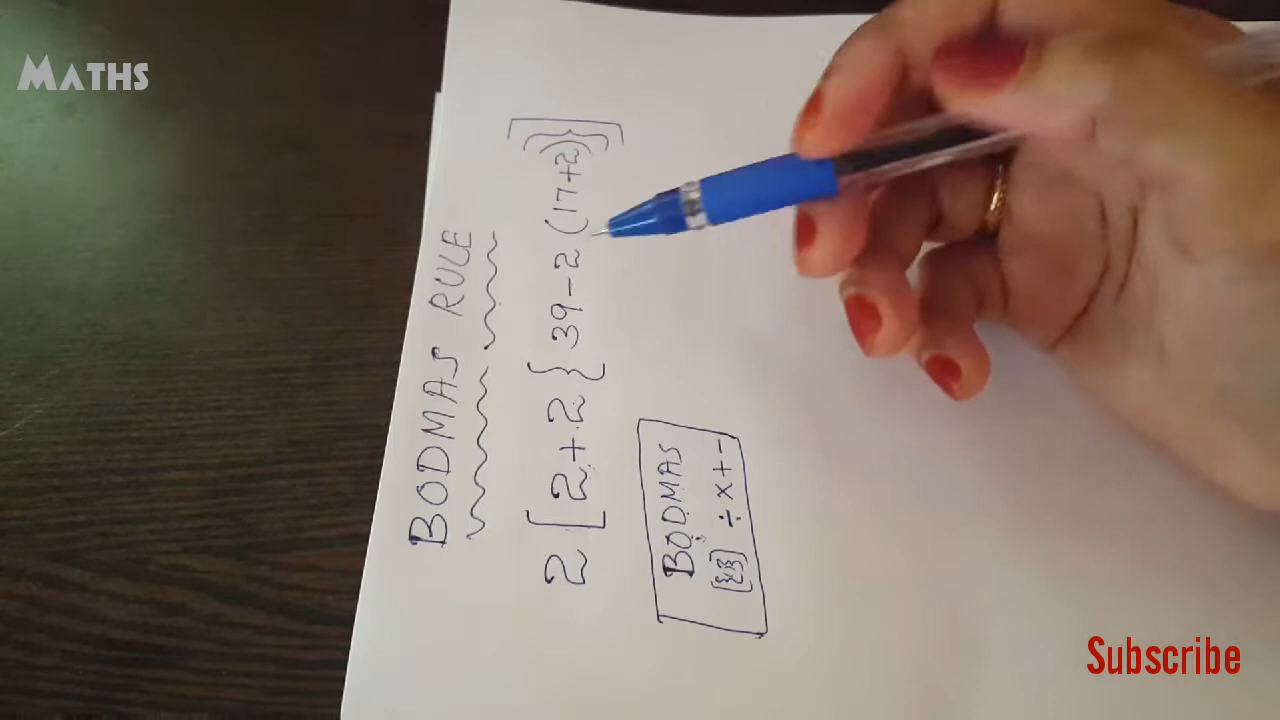 MATHS
BODMAS RULE
2[2+2{39-2(17+2)}]
BODMAS
[{()}] ÷ × + -
Subscribe